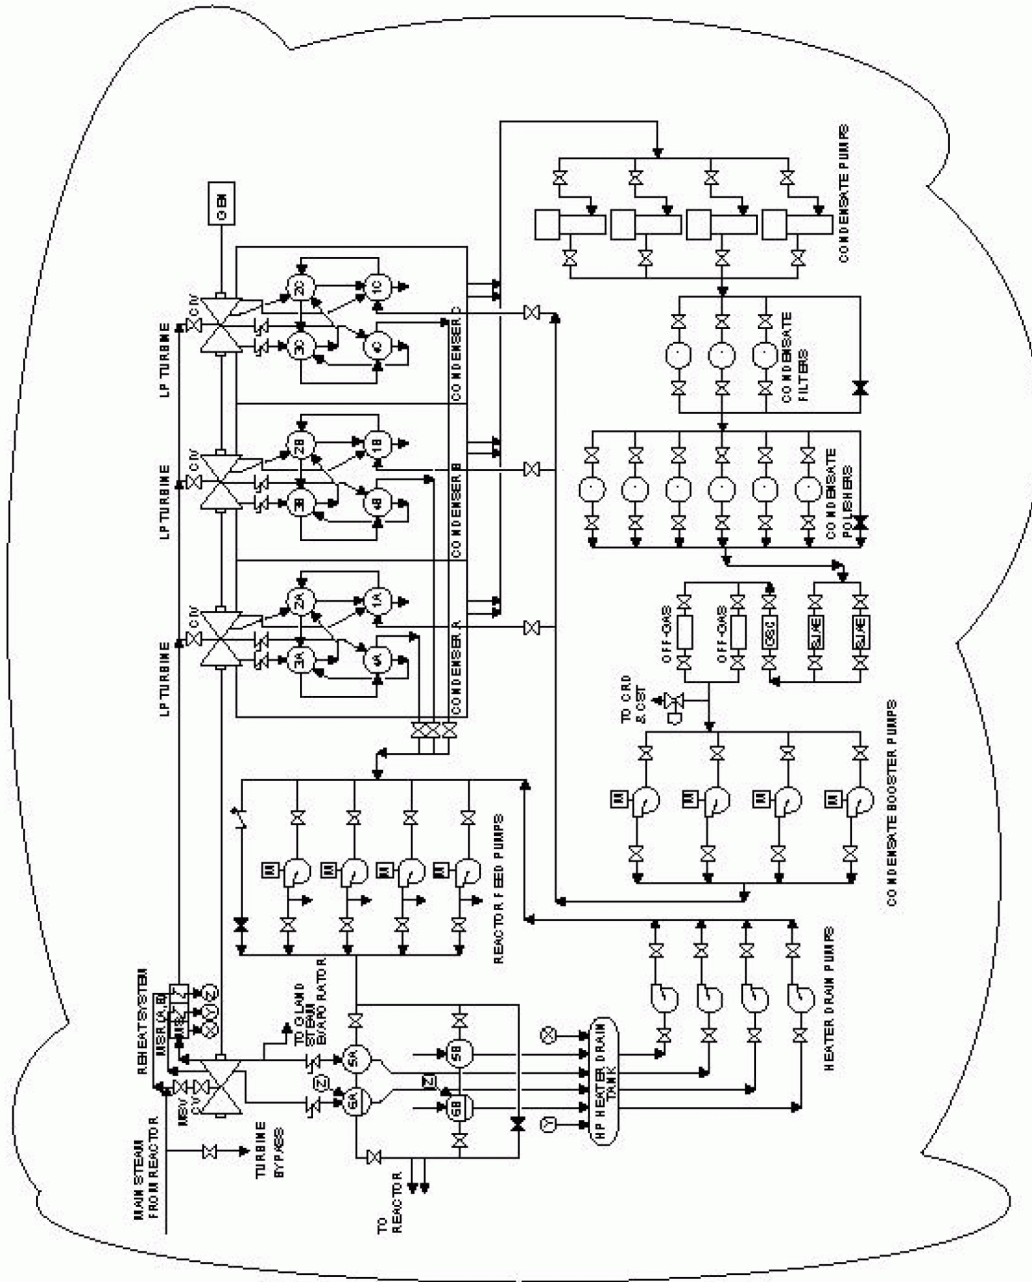 MAIN STEAM
FROM REACTOR
REHEAT SYSTEM
MSR (A, B)
MS
LP TURBINE
LP TURBINE
LP TURBINE
MSV
CV
CIV
CIV
CIV
X
Y
Z
GEN
TURBINE
BYPASS
TO GLAND
STEAM
EVAPORATOR
Z
3A
2A
3B
2B
3C
2C
6A
5A
4A
1A
4B
1B
4C
1C
TO
REACTOR
Z
6B
5B
CONDENSER A
CONDENSER B
CONDENSER C
M
M
M
M
REACTOR FEED PUMPS
Y
X
HP HEATER DRAIN
TANK
HEATER DRAIN PUMPS
TO CRD
& CST
M
M
M
M
CONDENSATE BOOSTER PUMPS
OFF-GAS
OFF-GAS
GSC
SJAE
SJAE
CONDENSATE
POLISHERS
CONDENSATE
FILTERS
CONDENSATE PUMPS